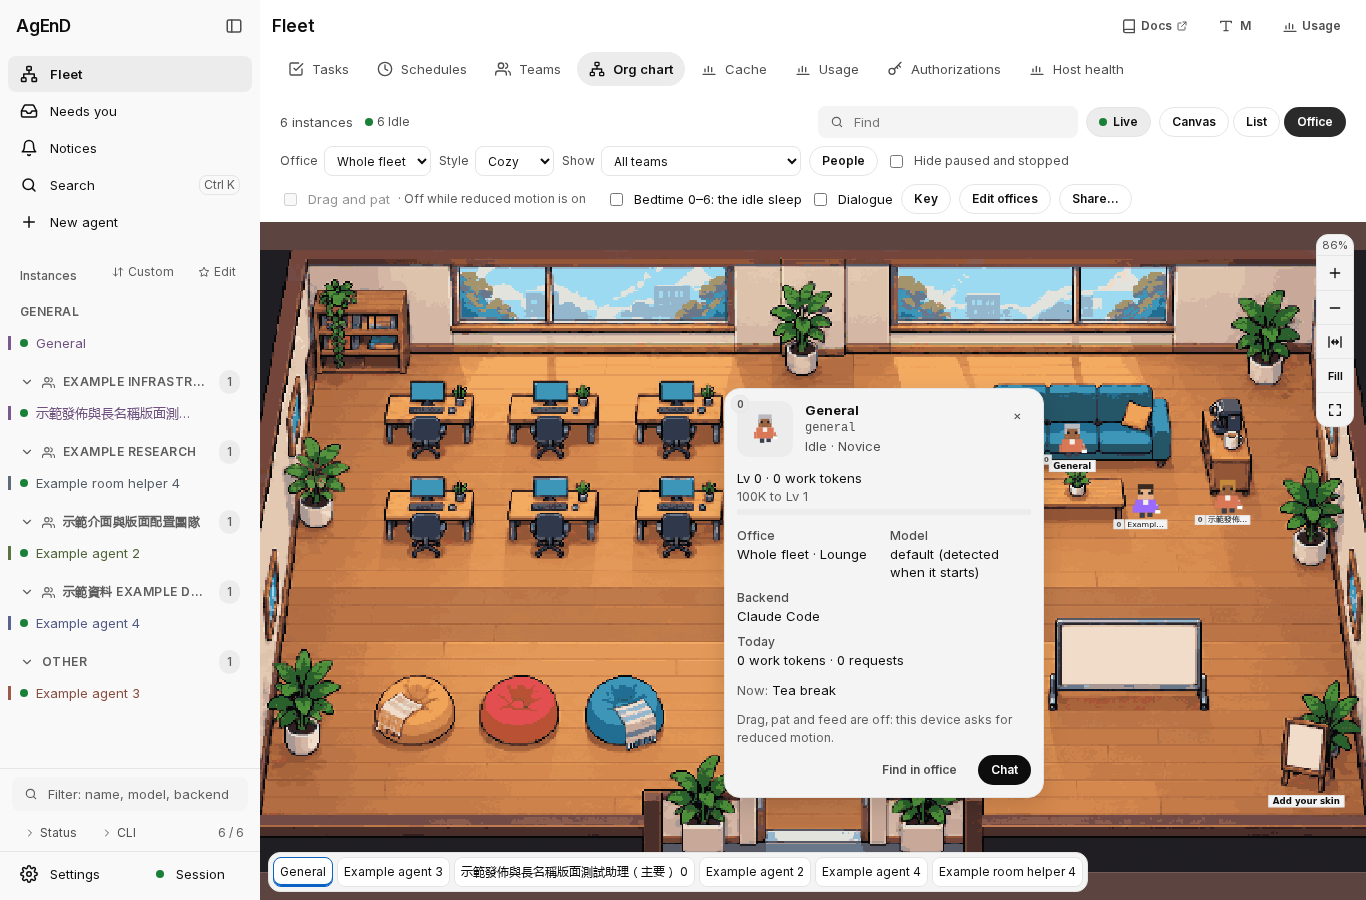 AgEnD
Fleet
Needs you
Notices
Search
Ctrl K
New agent
Instances
Custom
Edit
GENERAL
General
EXAMPLE INFRASTR...
1
示範發佈與長名稱版面測...
EXAMPLE RESEARCH
1
Example room helper 4
示範介面與版面配置團隊
1
Example agent 2
示範資料 EXAMPLE D...
1
Example agent 4
OTHER
1
Example agent 3
Filter: name, model, backend
Status
CLI
6 / 6
Settings
Session
Fleet
Docs
M
Usage
Tasks
Schedules
Teams
Org chart
Cache
Usage
Authorizations
Host health
6 instances
6 Idle
Find
Live
Canvas
List
Office
Office
Whole fleet
Style
Cozy
Show
All teams
People
Hide paused and stopped
Drag and pat
· Off while reduced motion is on
Bedtime 0–6: the idle sleep
Dialogue
Key
Edit offices
Share...
86%
+
−
Fill
0
General
general
Idle · Novice
×
Lv 0 · 0 work tokens
100K to Lv 1
Office
Whole fleet · Lounge
Model
default (detected
when it starts)
Backend
Claude Code
Today
0 work tokens · 0 requests
Now: Tea break
Drag, pat and feed are off: this device asks for
reduced motion.
Find in office
Chat
0
General
0 Exampl...
0 示範發佈...
Add your skin
General
Example agent 3
示範發佈與長名稱版面測試助理（主要）0
Example agent 2
Example agent 4
Example room helper 4